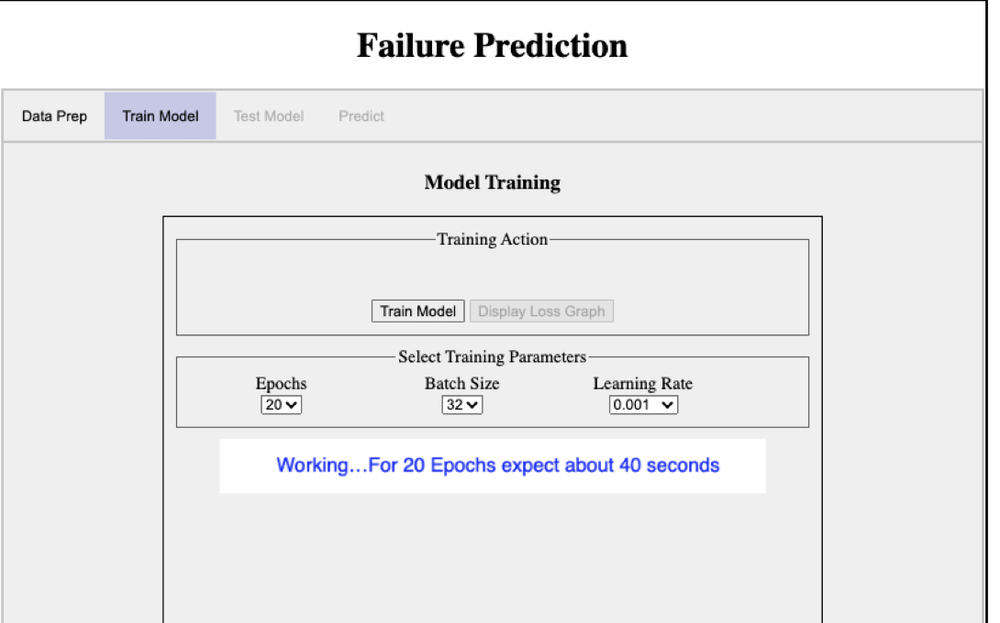 Failure Prediction
Data Prep Train Model Test Model Predict
Model Training
Training Action
Train Model Display Loss Graph
Select Training Parameters
Epochs Batch Size Learning Rate
20 32 0.001
Working...For 20 Epochs expect about 40 seconds